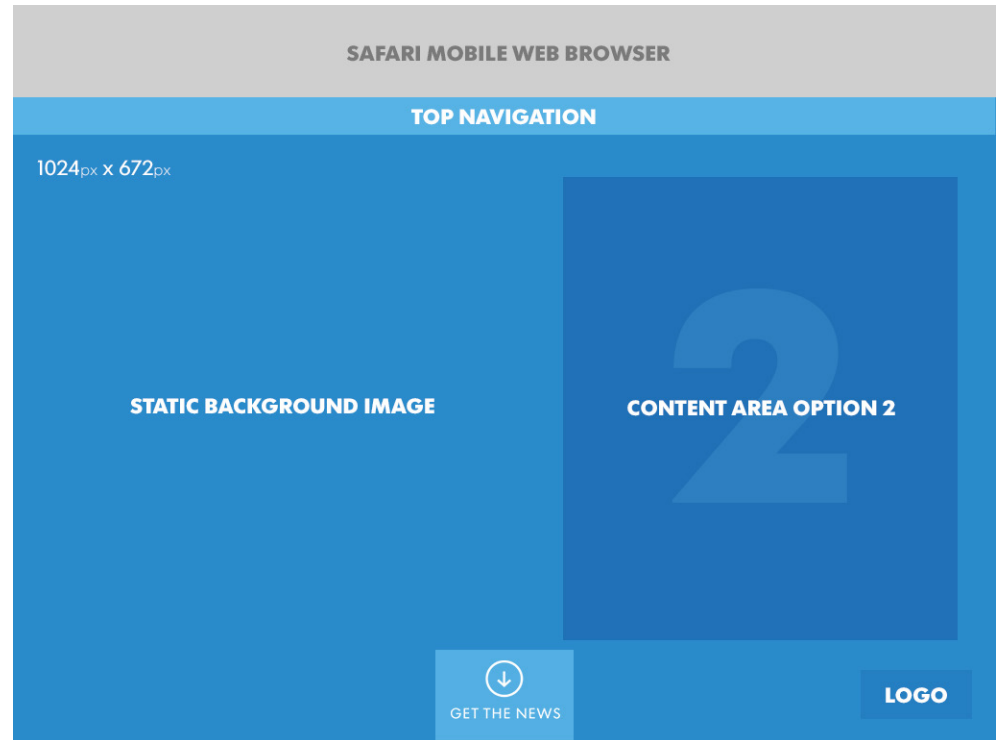 SAFARI MOBILE WEB BROWSER
TOP NAVIGATION
1024px x 672px
2
STATIC BACKGROUND IMAGE
CONTENT AREA OPTION 2
GET THE NEWS
LOGO